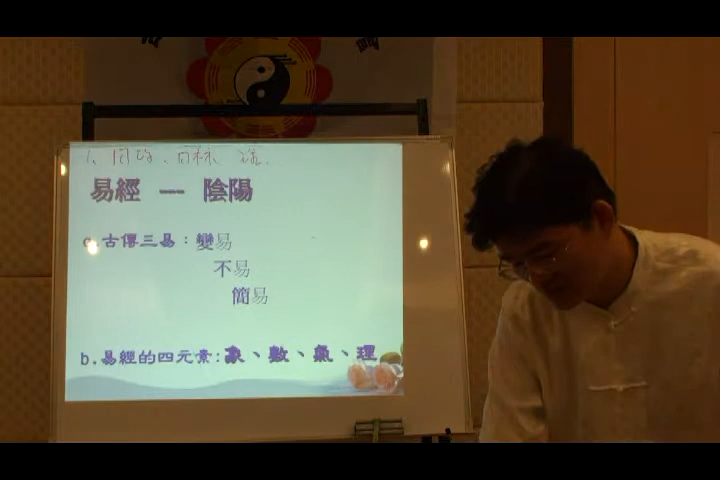 易經 — 陰陽
a.古傳三易：變易
不易
簡易
b.易經的四元素:象、數、氣、理